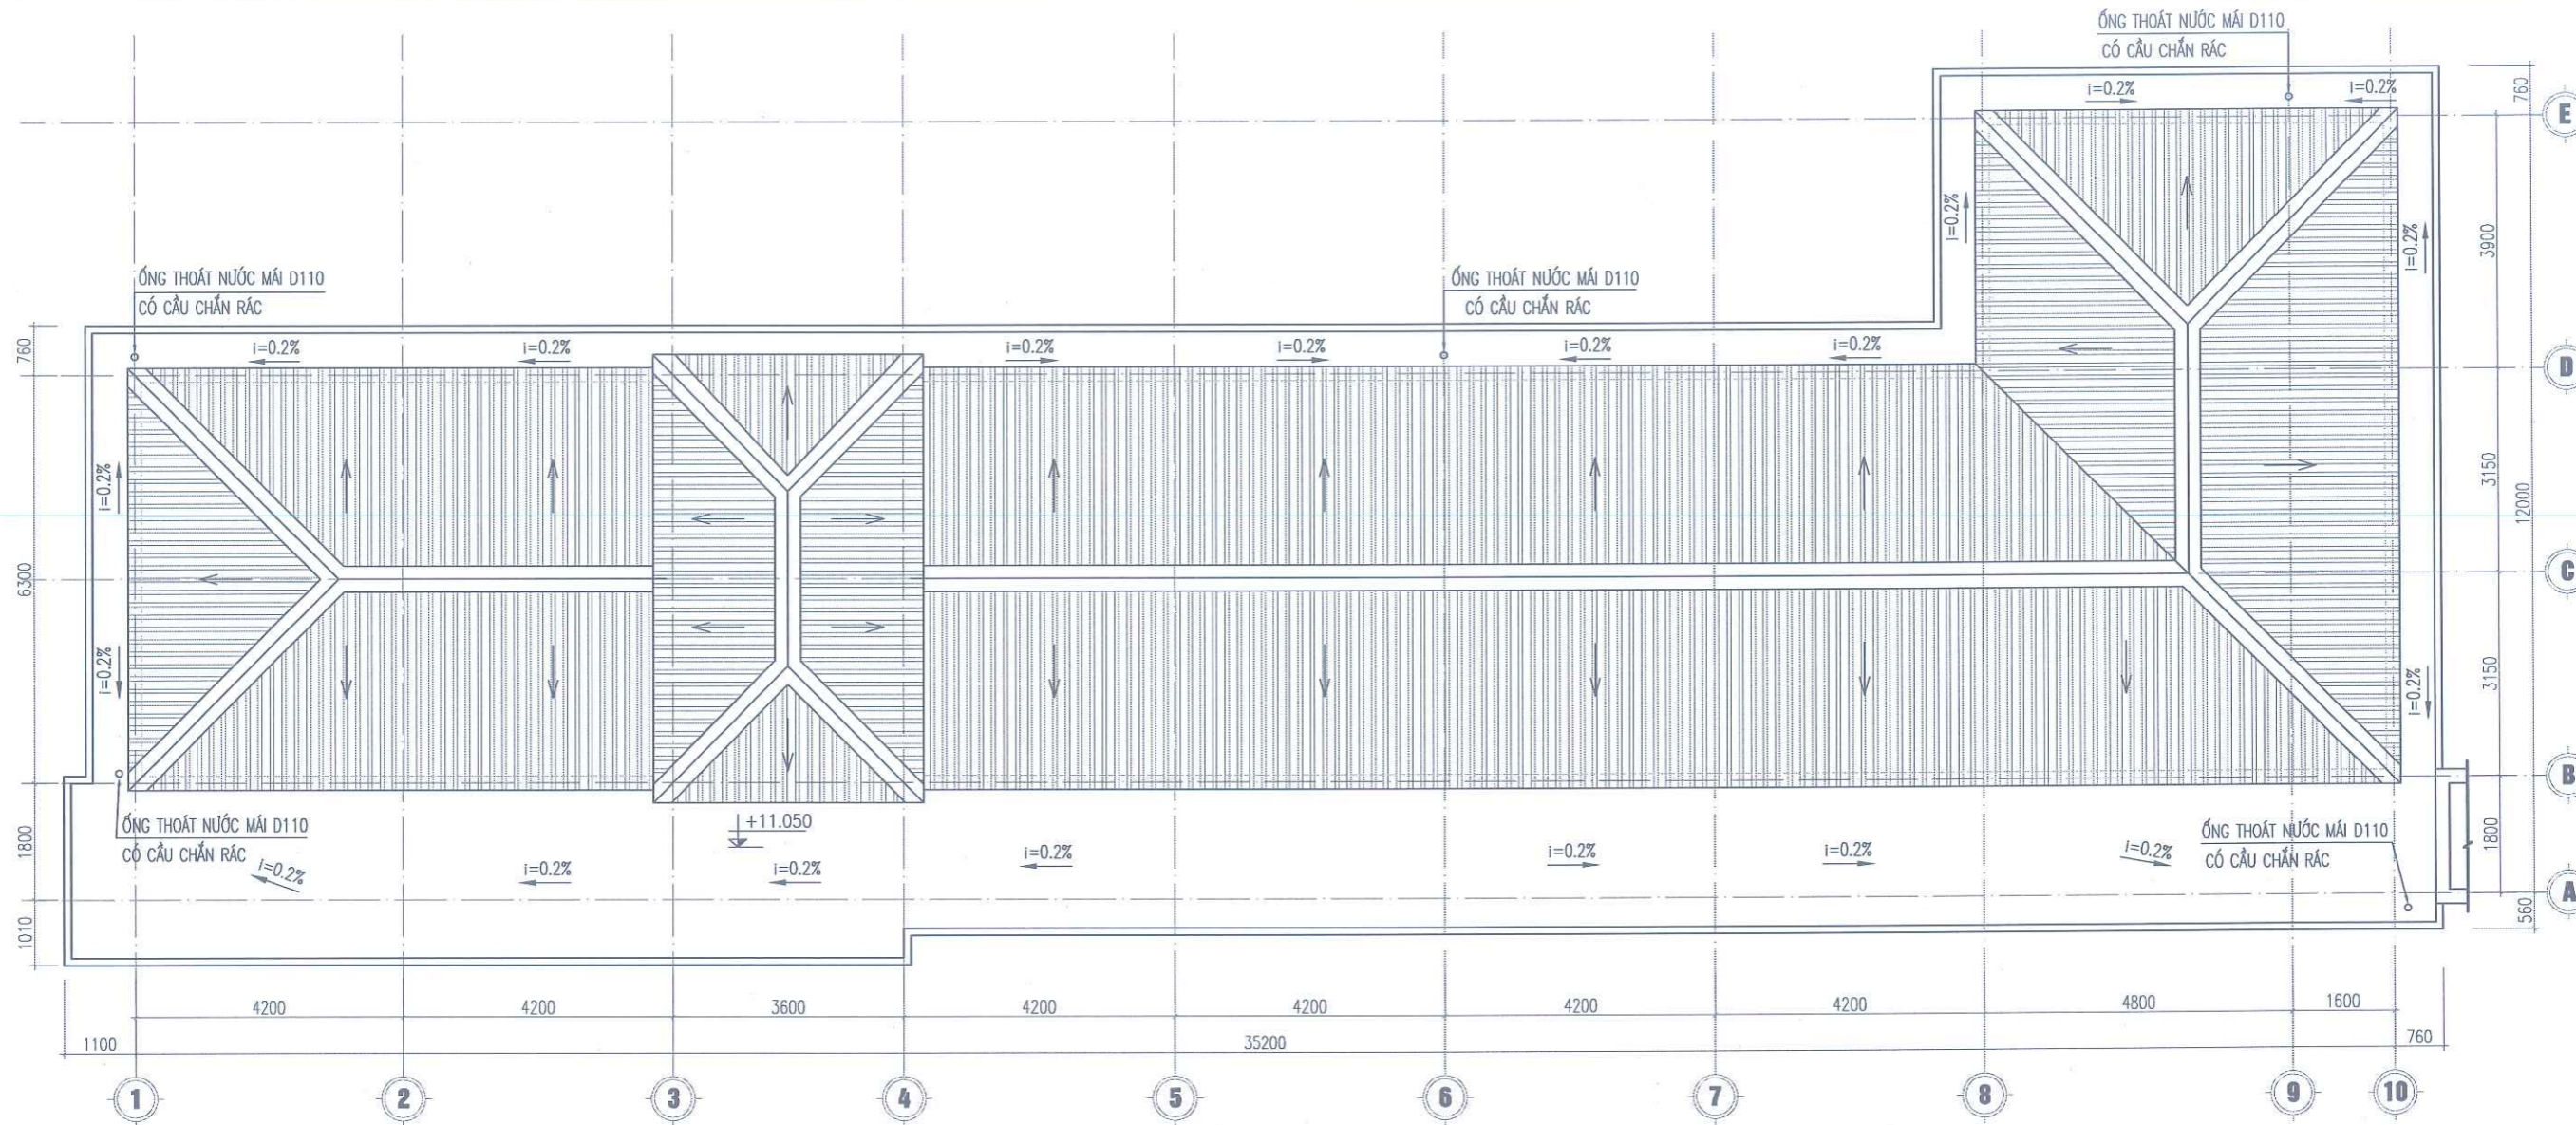 ỐNG THOÁT NƯỚC MÁI D110
CÓ CẦU CHẮN RÁC
i=0.2%
i=0.2%
760
E
i=0.2%
i=0.2%
3900
ỐNG THOÁT NƯỚC MÁI D110
CÓ CẦU CHẮN RÁC
ỐNG THOÁT NƯỚC MÁI D110
CÓ CẦU CHẮN RÁC
760
i=0.2%
i=0.2%
i=0.2%
i=0.2%
i=0.2%
i=0.2%
D
i=0.2%
3150
12000
6300
C
i=0.2%
3150
i=0.2%
B
ỐNG THOÁT NƯỚC MÁI D110
CÓ CẦU CHẮN RÁC
+11.050
ỐNG THOÁT NƯỚC MÁI D110
CÓ CẦU CHẮN RÁC
1800
i=0.2%
i=0.2%
i=0.2%
i=0.2%
i=0.2%
i=0.2%
i=0.2%
1800
A
1010
560
4200
4200
3600
4200
4200
4200
4200
4800
1600
1100
35200
760
1
2
3
4
5
6
7
8
9
10